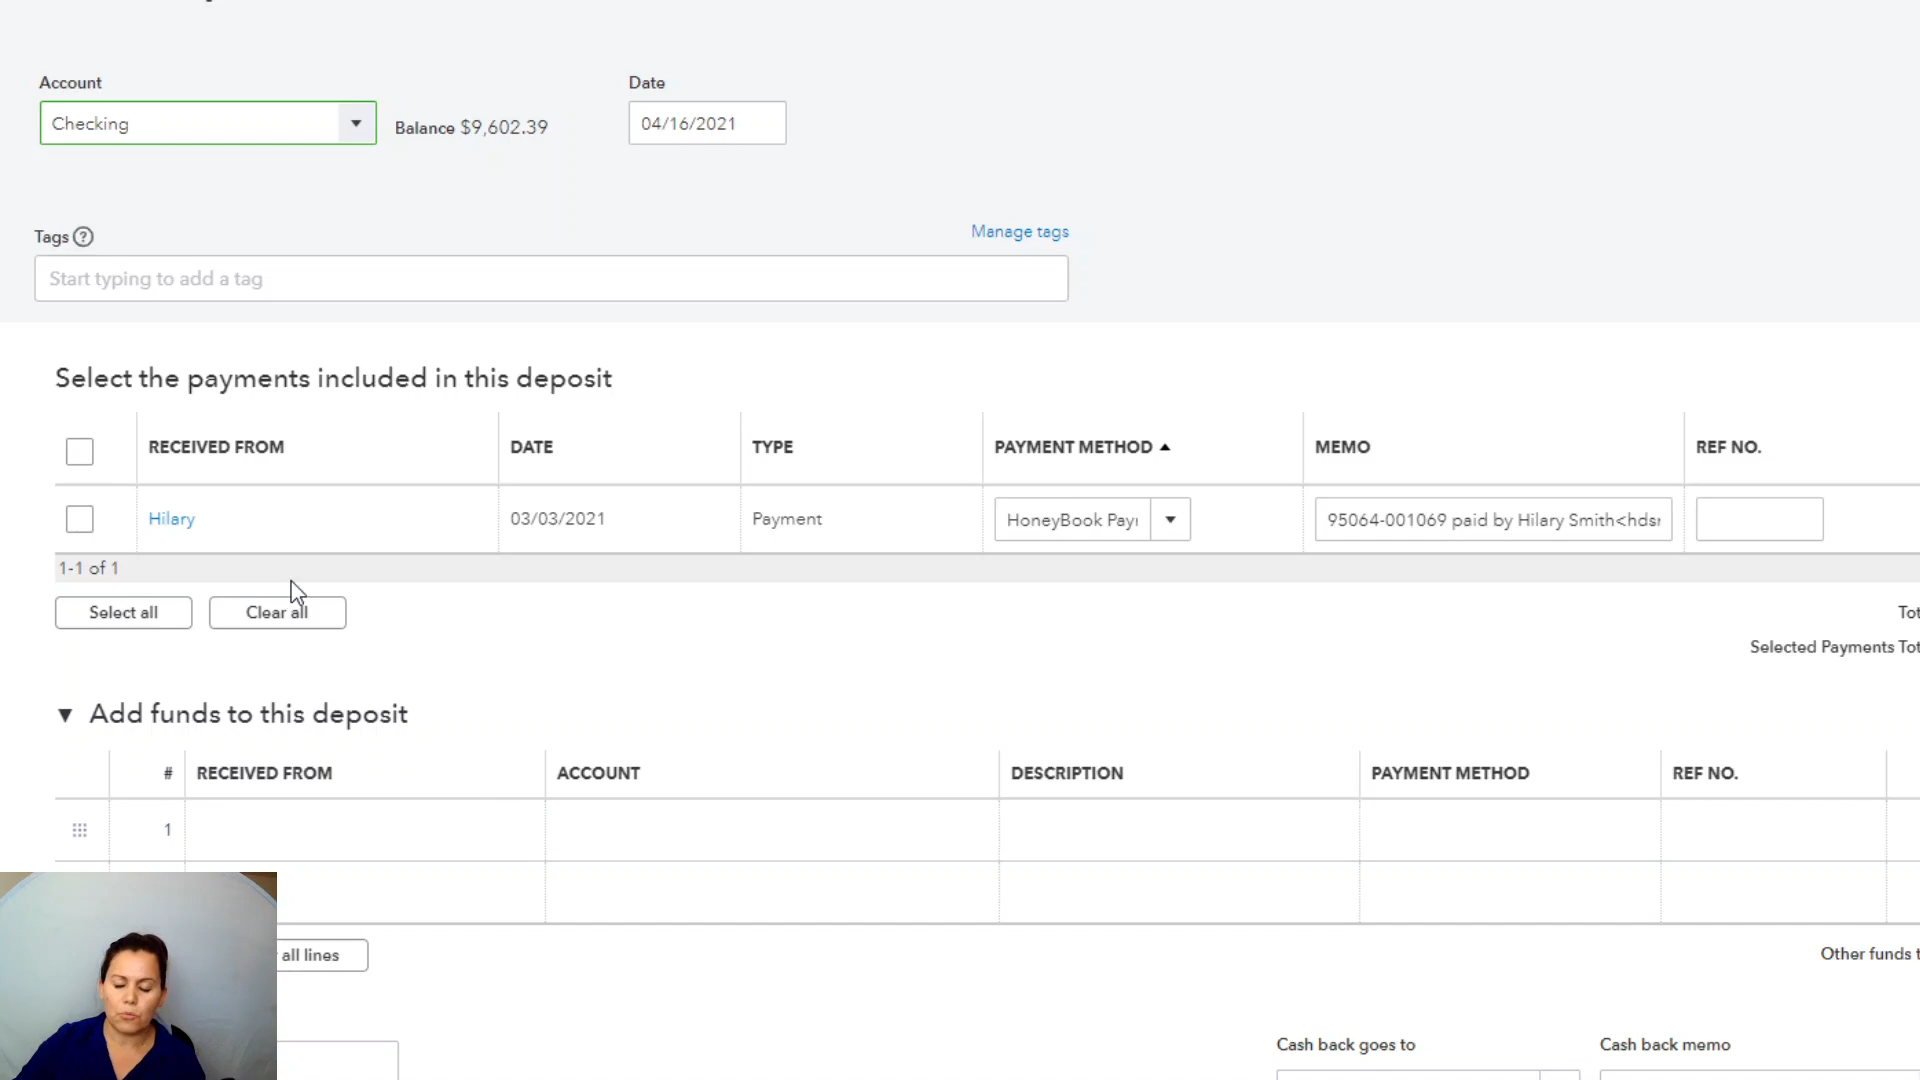 Account
Date
Checking
Balance $9,602.39
04/16/2021
Tags ?
Manage tags
Start typing to add a tag
Select the payments included in this deposit
RECEIVED FROM DATE TYPE PAYMENT METHOD MEMO REF NO.
Hilary 03/03/2021 Payment HoneyBook Payı 95064-001069 paid by Hilary Smith<hdsı
1-1 of 1
Select all Clear all
Tot
Selected Payments Tot
Add funds to this deposit
# RECEIVED FROM ACCOUNT DESCRIPTION PAYMENT METHOD REF NO.
1
all lines
Other funds t
Cash back goes to Cash back memo